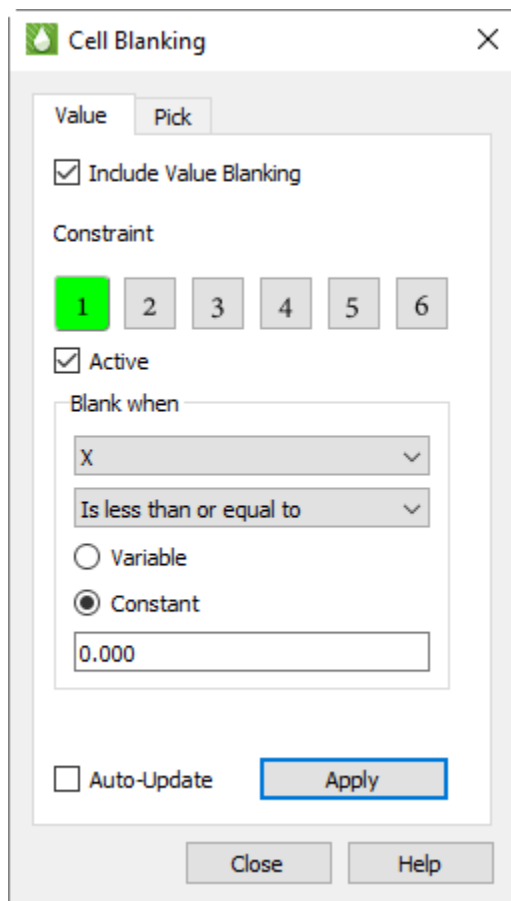 Cell Blanking
Value Pick
Include Value Blanking
Constraint
1 2 3 4 5 6
Active
Blank when
X
Is less than or equal to
Variable
Constant
0.000
Auto-Update Apply
Close Help